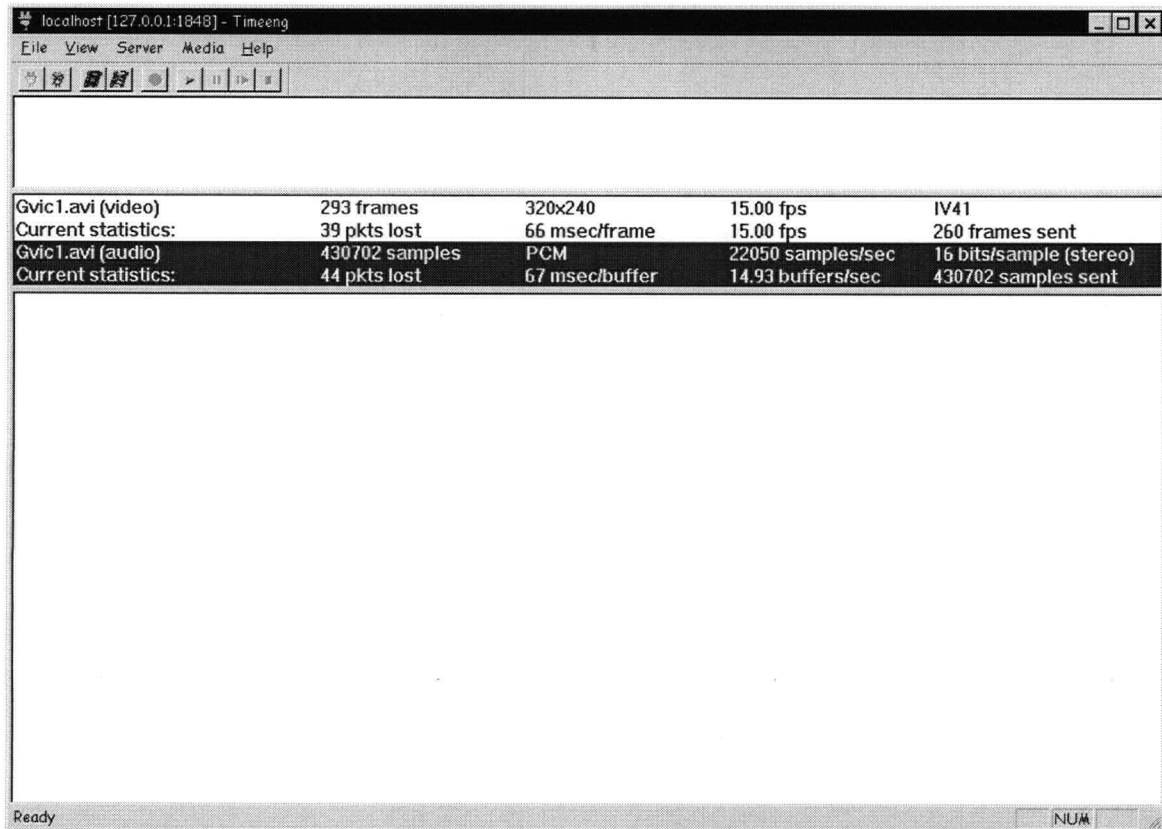 localhost [127.0.0.1:1848] - Timeeng
File View Server Media Help
Gvic1.avi (video) 293 frames 320x240 15.00 fps IV41
Current statistics: 39 pkts lost 66 msec/frame 15.00 fps 260 frames sent
Gvic1.avi (audio) 430702 samples PCM 22050 samples/sec 16 bits/sample (stereo)
Current statistics: 44 pkts lost 67 msec/buffer 14.93 buffers/sec 430702 samples sent
Ready NUM